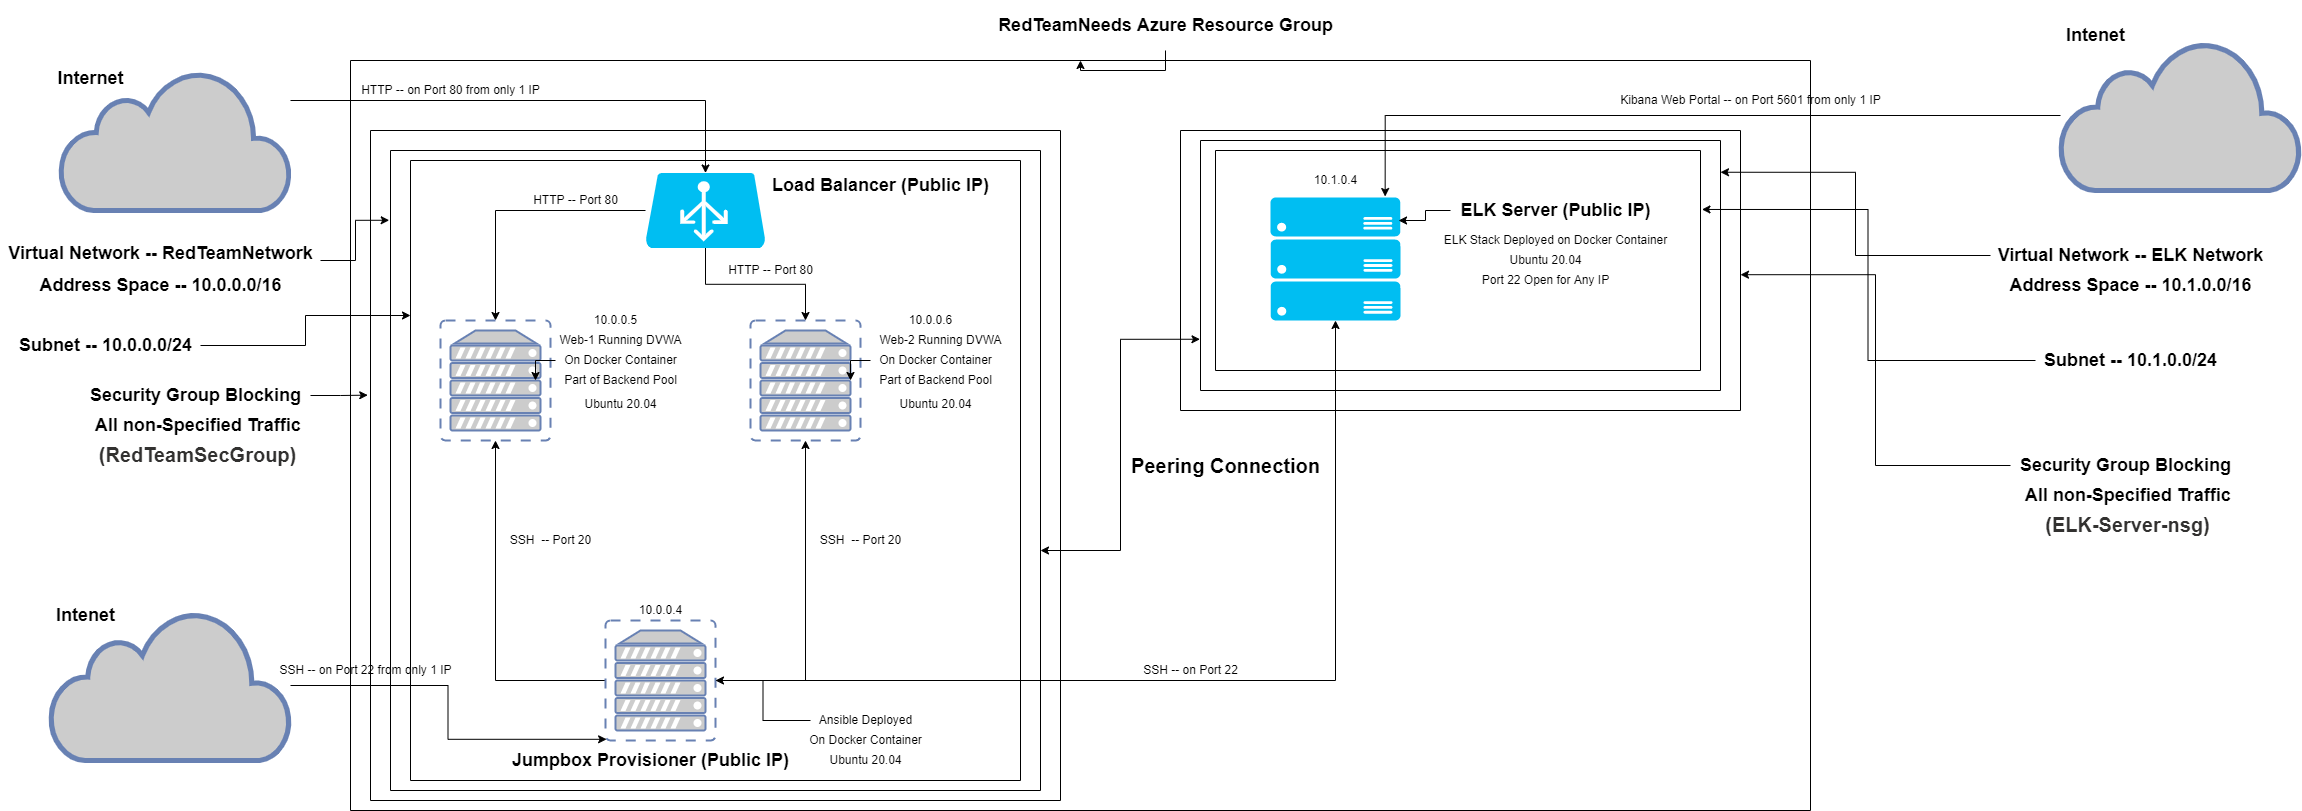 RedTeamNeeds Azure Resource Group
Internet
Intenet
HTTP -- on Port 80 from only 1 IP
Kibana Web Portal -- on Port 5601 from only 1 IP
Load Balancer (Public IP)
HTTP -- Port 80
HTTP -- Port 80
Virtual Network -- RedTeamNetwork
Address Space -- 10.0.0.0/16
Subnet -- 10.0.0.0/24
Security Group Blocking
All non-Specified Traffic
(RedTeamSecGroup)
10.0.0.5
Web-1 Running DVWA
On Docker Container
Part of Backend Pool
Ubuntu 20.04
10.0.0.6
Web-2 Running DVWA
On Docker Container
Part of Backend Pool
Ubuntu 20.04
10.1.0.4
ELK Server (Public IP)
ELK Stack Deployed on Docker Container
Ubuntu 20.04
Port 22 Open for Any IP
Virtual Network -- ELK Network
Address Space -- 10.1.0.0/16
Subnet -- 10.1.0.0/24
Security Group Blocking
All non-Specified Traffic
(ELK-Server-nsg)
Peering Connection
SSH  -- Port 20
SSH  -- Port 20
Intenet
SSH -- on Port 22 from only 1 IP
10.0.0.4
SSH -- on Port 22
Ansible Deployed
On Docker Container
Ubuntu 20.04
Jumpbox Provisioner (Public IP)